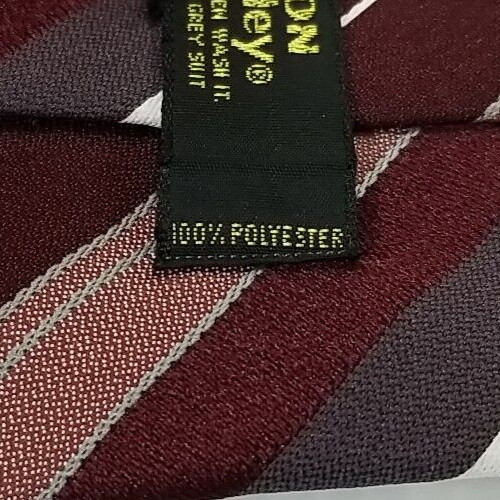 ON
ley®
EN WASH IT.
GREY SUIT
100% POLYESTER